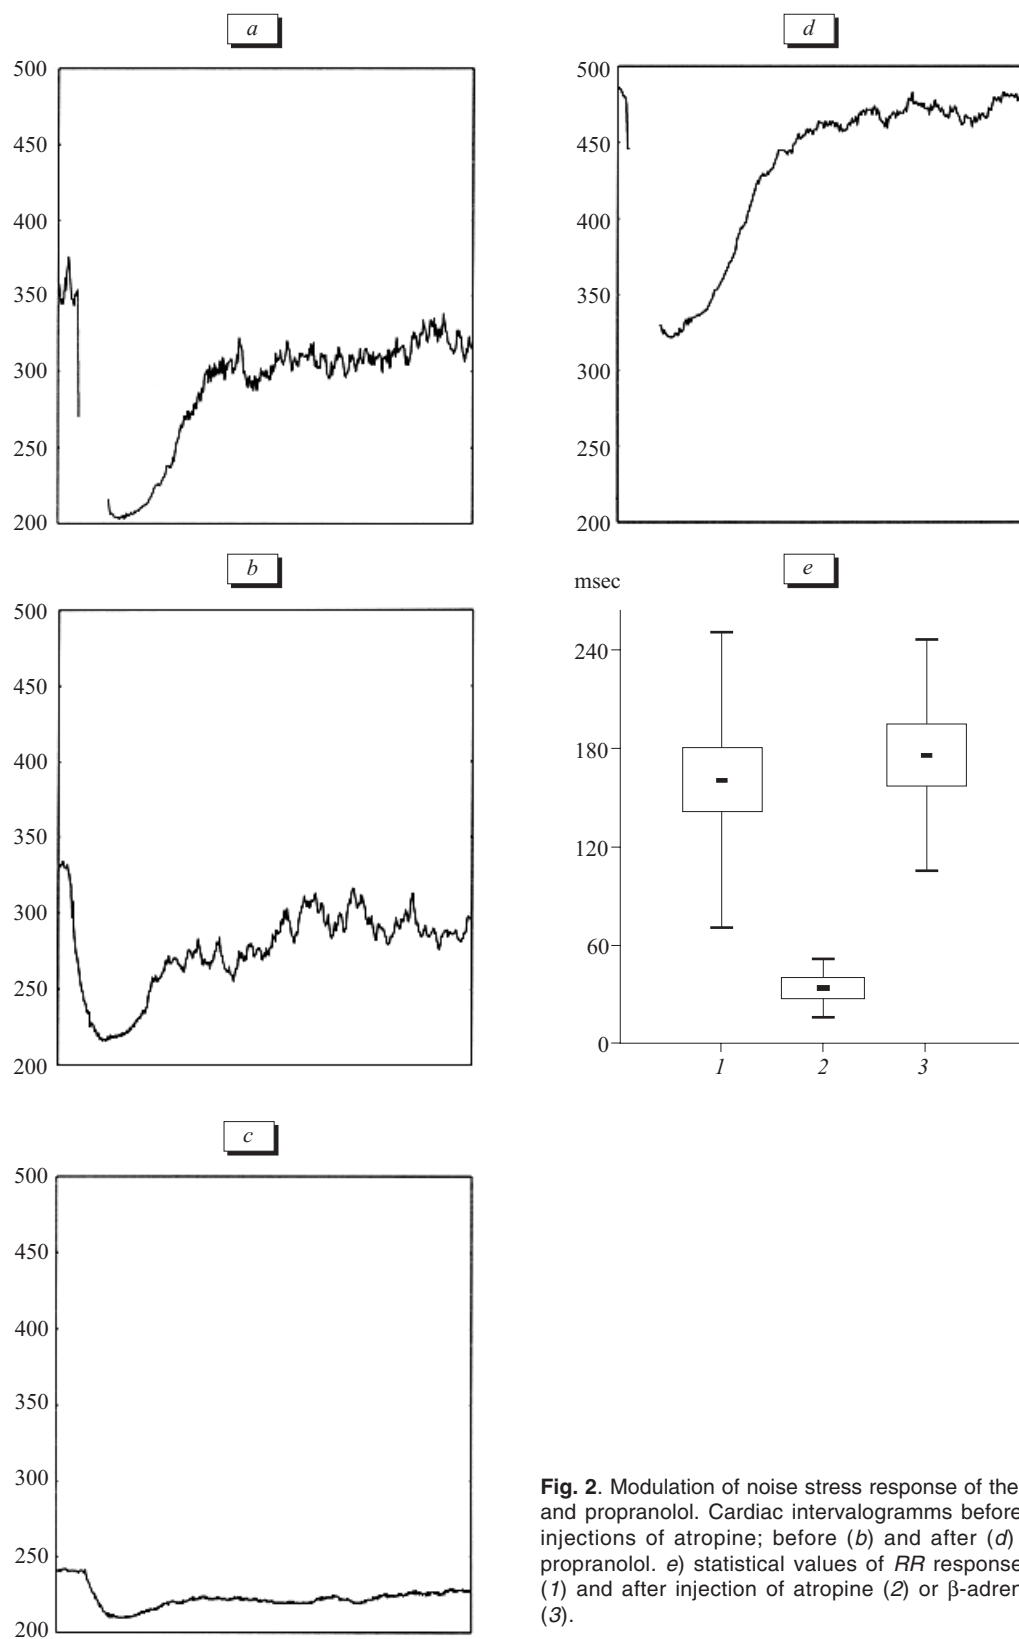 a
500
450
400
350
300
250
200
b
500
450
400
350
300
250
200
c
500
450
400
350
300
250
200
d
500
450
400
350
300
250
200
e
msec
240
180
120
60
0
1 2 3
Fig. 2. Modulation of noise stress response of the
and propranolol. Cardiac intervalogramms before
injections of atropine; before (b) and after (d)
propranolol. e) statistical values of RR response
(1) and after injection of atropine (2) or β-adren
(3).